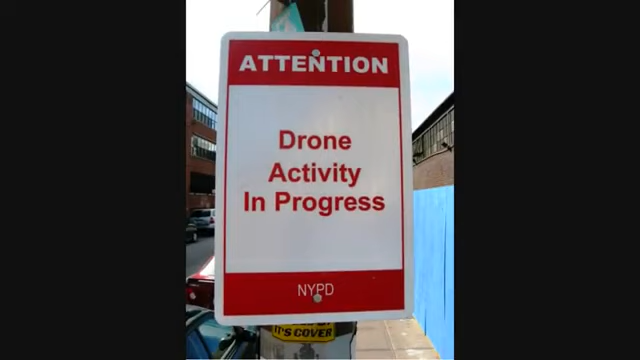 ATTENTION
Drone
Activity
In Progress
NYPD
IT'S COVER